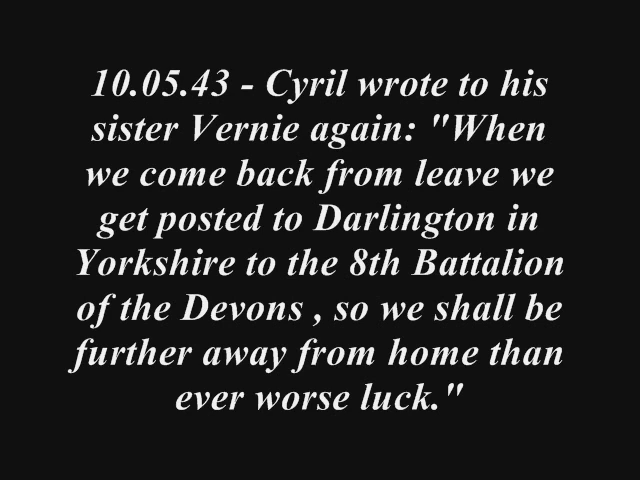 10.05.43 - Cyril wrote to his
sister Vernie again: "When
we come back from leave we
get posted to Darlington in
Yorkshire to the 8th Battalion
of the Devons , so we shall be
further away from home than
ever worse luck."